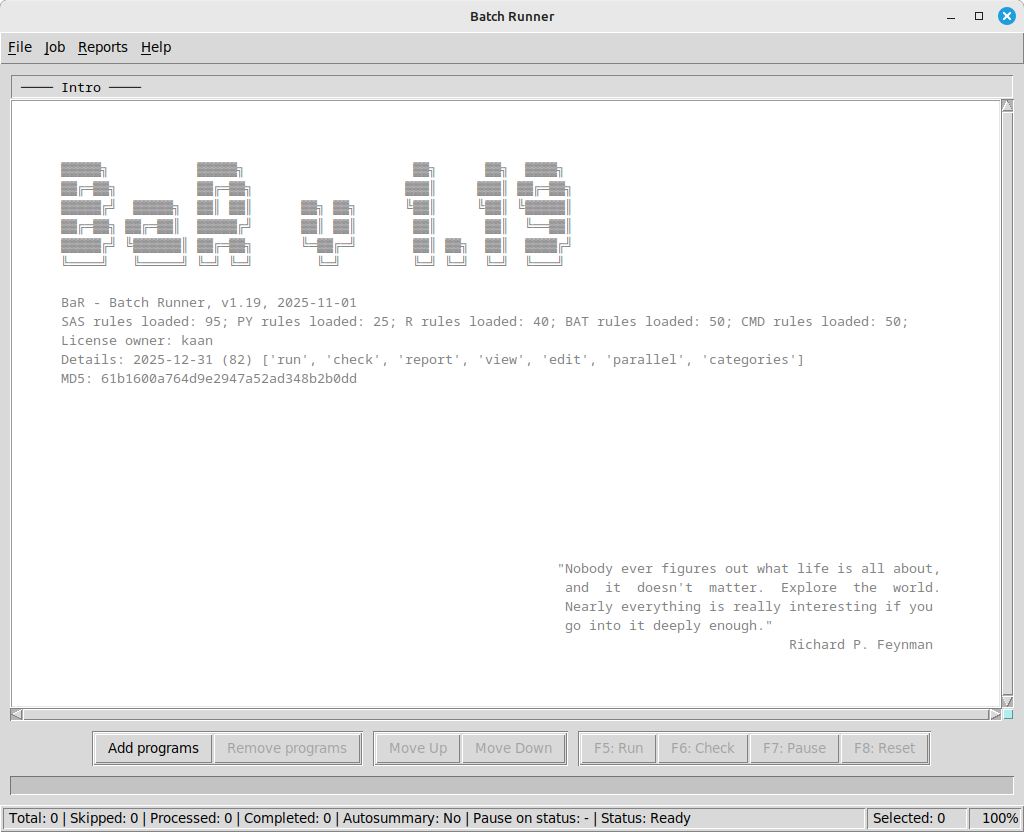 Batch Runner
File Job Reports Help
Intro
BaR v 1.19
BaR - Batch Runner, v1.19, 2025-11-01
SAS rules loaded: 95; PY rules loaded: 25; R rules loaded: 40; BAT rules loaded: 50; CMD rules loaded: 50;
License owner: kaan
Details: 2025-12-31 (82) ['run', 'check', 'report', 'view', 'edit', 'parallel', 'categories']
MD5: 61b1600a764d9e2947a52ad348b2b0dd
"Nobody ever figures out what life is all about,
and it doesn't matter. Explore the world.
Nearly everything is really interesting if you
go into it deeply enough."
Richard P. Feynman
Add programs Remove programs Move Up Move Down F5: Run F6: Check F7: Pause F8: Reset
Total: 0 | Skipped: 0 | Processed: 0 | Completed: 0 | Autosummary: No | Pause on status: - | Status: Ready Selected: 0 100%